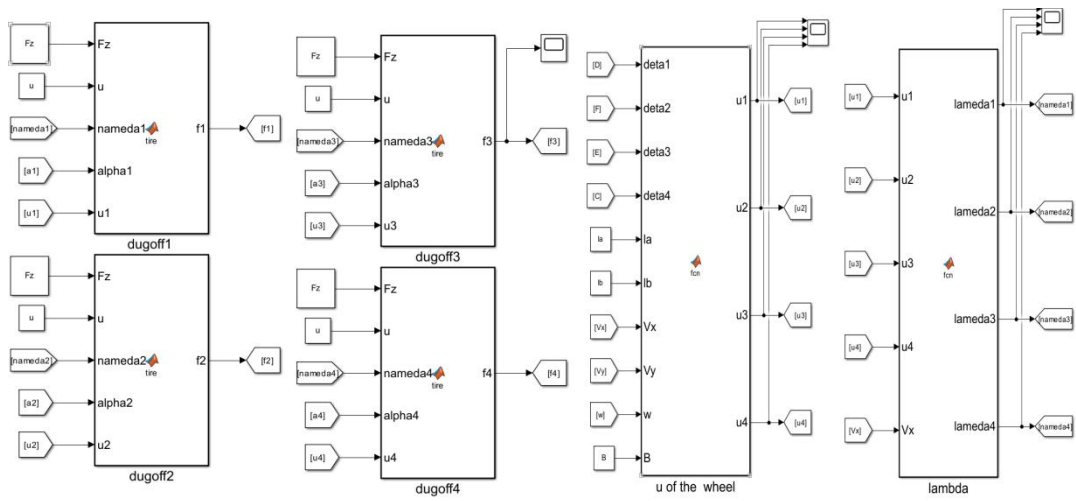 Fz
Fz
u
u
[nameda1]
nameda1
tire
f1
[f1]
[a1]
alpha1
[u1]
u1
dugoff1
Fz
Fz
u
u
[nameda2]
nameda2
tire
f2
[f2]
[a2]
alpha2
[u2]
u2
dugoff2
Fz
Fz
u
u
[nameda3]
nameda3
tire
f3
[f3]
[a3]
alpha3
[u3]
u3
dugoff3
Fz
Fz
u
u
[nameda4]
nameda4
tire
f4
[f4]
[a4]
alpha4
[u4]
u4
dugoff4
[D]
deta1
u1
[u1]
[F]
deta2
[E]
deta3
[C]
deta4
u2
[u2]
la
la
fcn
lb
lb
[Vx]
Vx
u3
[u3]
[Vy]
Vy
[w]
w
u4
[u4]
B
B
u of the wheel
[u1]
u1
lameda1
[nameda1]
[u2]
u2
lameda2
[nameda2]
[u3]
u3
fcn
lameda3
[nameda3]
[u4]
u4
[Vx]
Vx
lameda4
[nameda4]
lambda